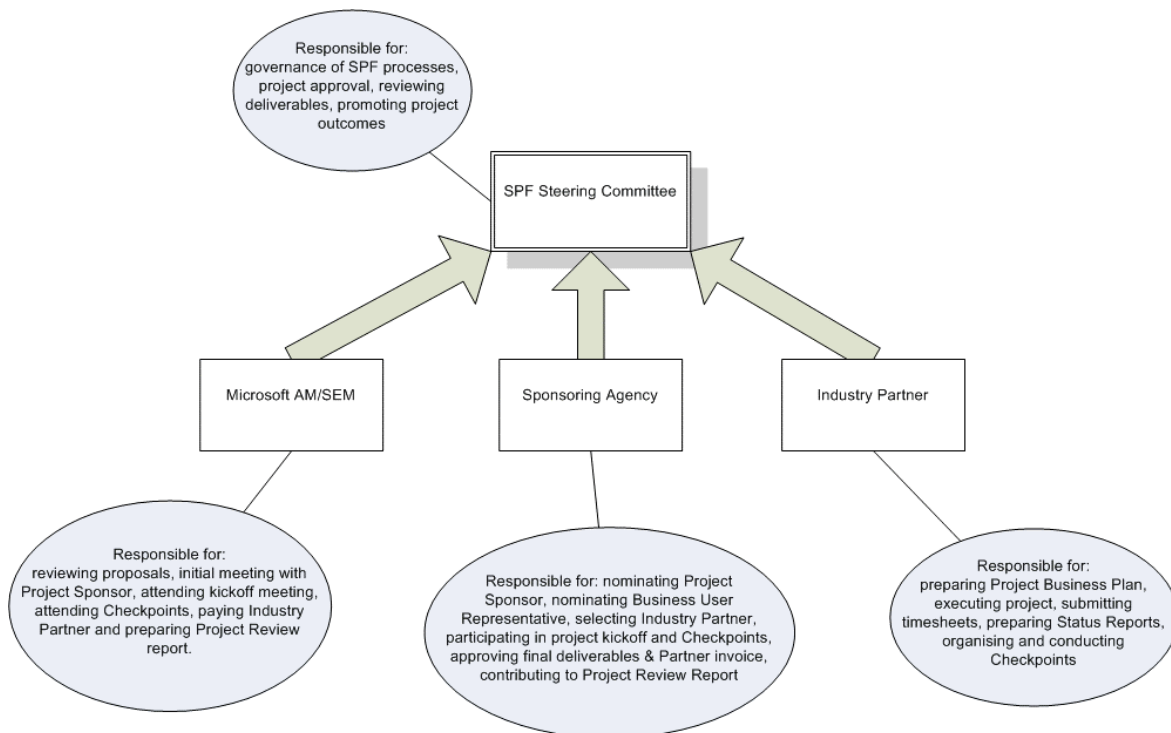 Responsible for:
governance of SPF processes,
project approval, reviewing
deliverables, promoting project
outcomes
SPF Steering Committee
Microsoft AM/SEM
Sponsoring Agency
Industry Partner
Responsible for:
reviewing proposals, initial meeting with
Project Sponsor, attending kickoff meeting,
attending Checkpoints, paying Industry
Partner and preparing Project Review
report.
Responsible for: nominating Project
Sponsor, nominating Business User
Representative, selecting Industry Partner,
participating in project kickoff and Checkpoints,
approving final deliverables & Partner invoice,
contributing to Project Review Report
Responsible for:
preparing Project Business Plan,
executing project, submitting
timesheets, preparing Status Reports,
organising and conducting
Checkpoints